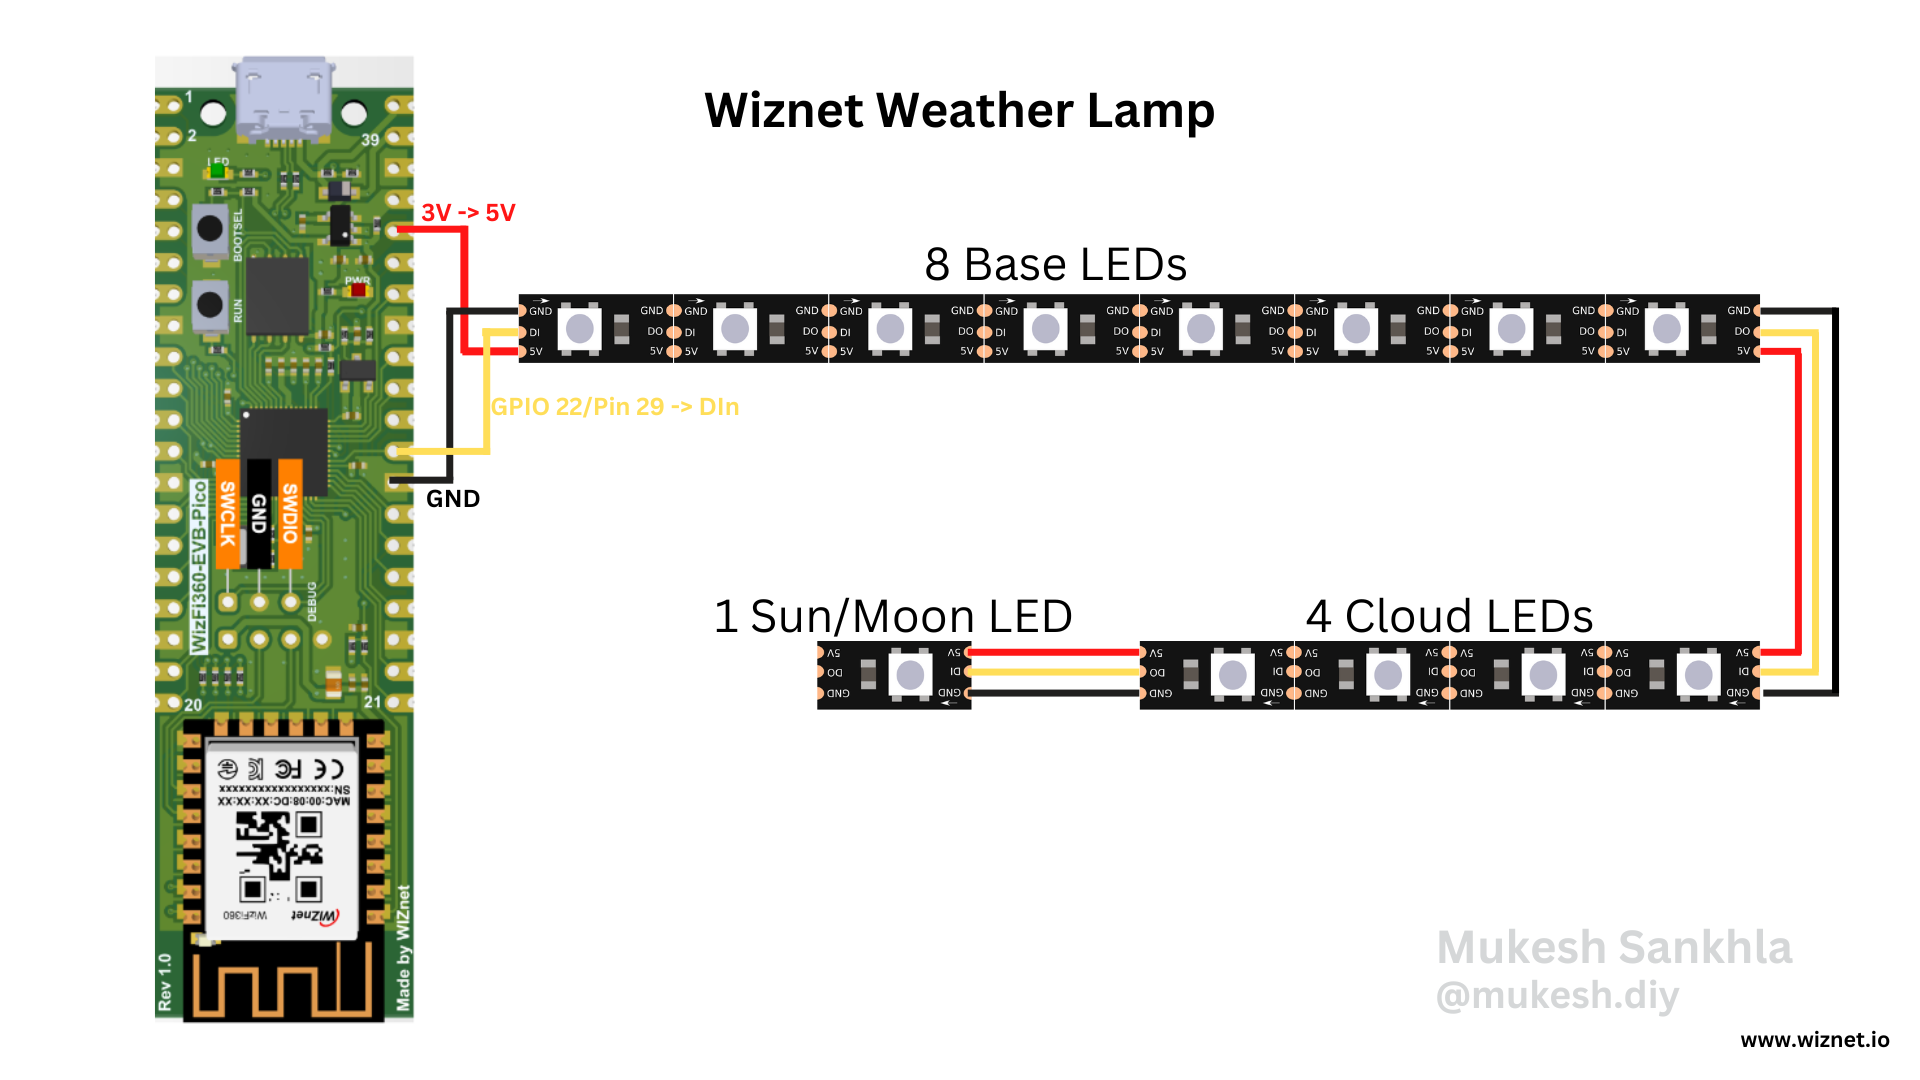 Wiznet Weather Lamp
1
2
39
LED
BOOTSEL
RUN
PWR
3V -> 5V
8 Base LEDs
GND DI 5V GND DO 5V
GND DI 5V GND DO 5V
GND DI 5V GND DO 5V
GND DI 5V GND DO 5V
GND DI 5V GND DO 5V
GND DI 5V GND DO 5V
GND DI 5V GND DO 5V
GND DI 5V GND DO 5V
GPIO 22/Pin 29 -> DIn
GND
SWCLK
GND
SWDIO
WizFi360-EVB-Pico
DEBUG
20
21
1 Sun/Moon LED
4 Cloud LEDs
5V DO GND 5V DI GND
5V DO GND 5V DI GND
5V DO GND 5V DI GND
5V DO GND 5V DI GND
5V DO GND 5V DI GND
CE FC
SN:xxxxxxxxxxxxxxxxx
MAC:00:08:DC:XX:XX:XX
WizFi360
WIZnet
Rev 1.0
Made by WIZnet
Mukesh Sankhla
@mukesh.diy
www.wiznet.io